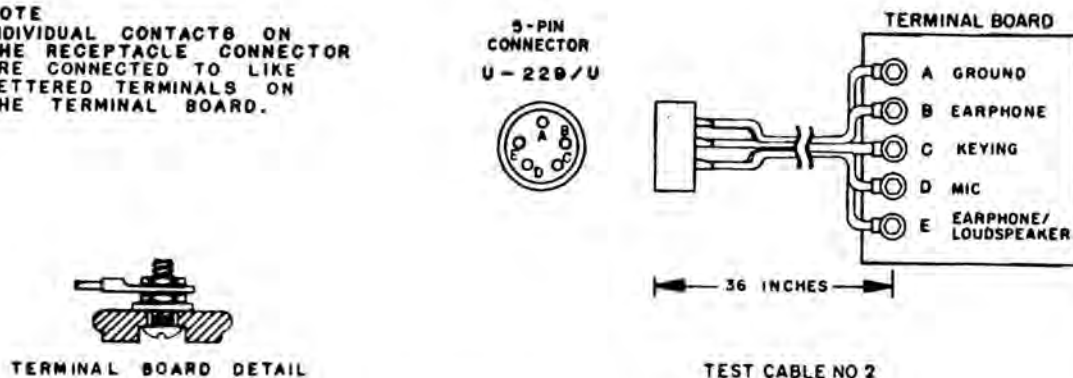 OTE
DIVIDUAL CONTACTS ON
HE RECEPTACLE CONNECTOR
RE CONNECTED TO LIKE
ETTERED TERMINALS ON
HE TERMINAL BOARD.
5-PIN
CONNECTOR
U-229/U
A
B
C
D
E
TERMINAL BOARD
A GROUND
B EARPHONE
C KEYING
D MIC
E EARPHONE/
LOUDSPEAKER
36 INCHES
TERMINAL BOARD DETAIL
TEST CABLE NO 2